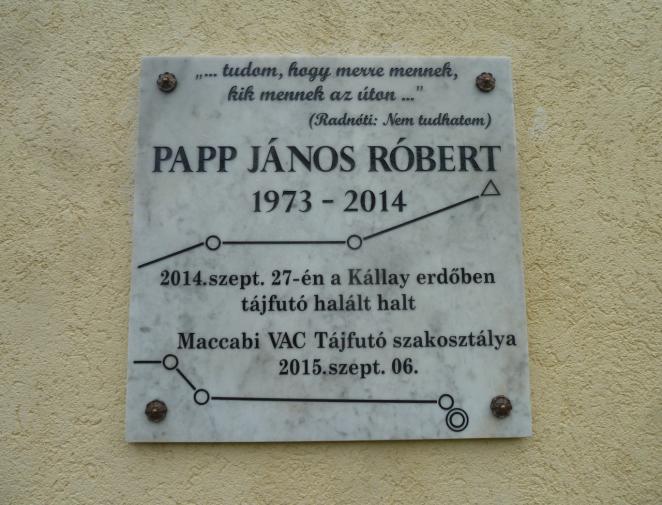 „... tudom, hogy merre mennek,
kik mennek az úton ..."
(Radnóti: Nem tudhatom)
PAPP JÁNOS RÓBERT
1973 - 2014
2014.szept. 27-én a Kállay erdőben
tájfutó halált halt
Maccabi VAC Tájfutó szakosztálya
2015.szept. 06.